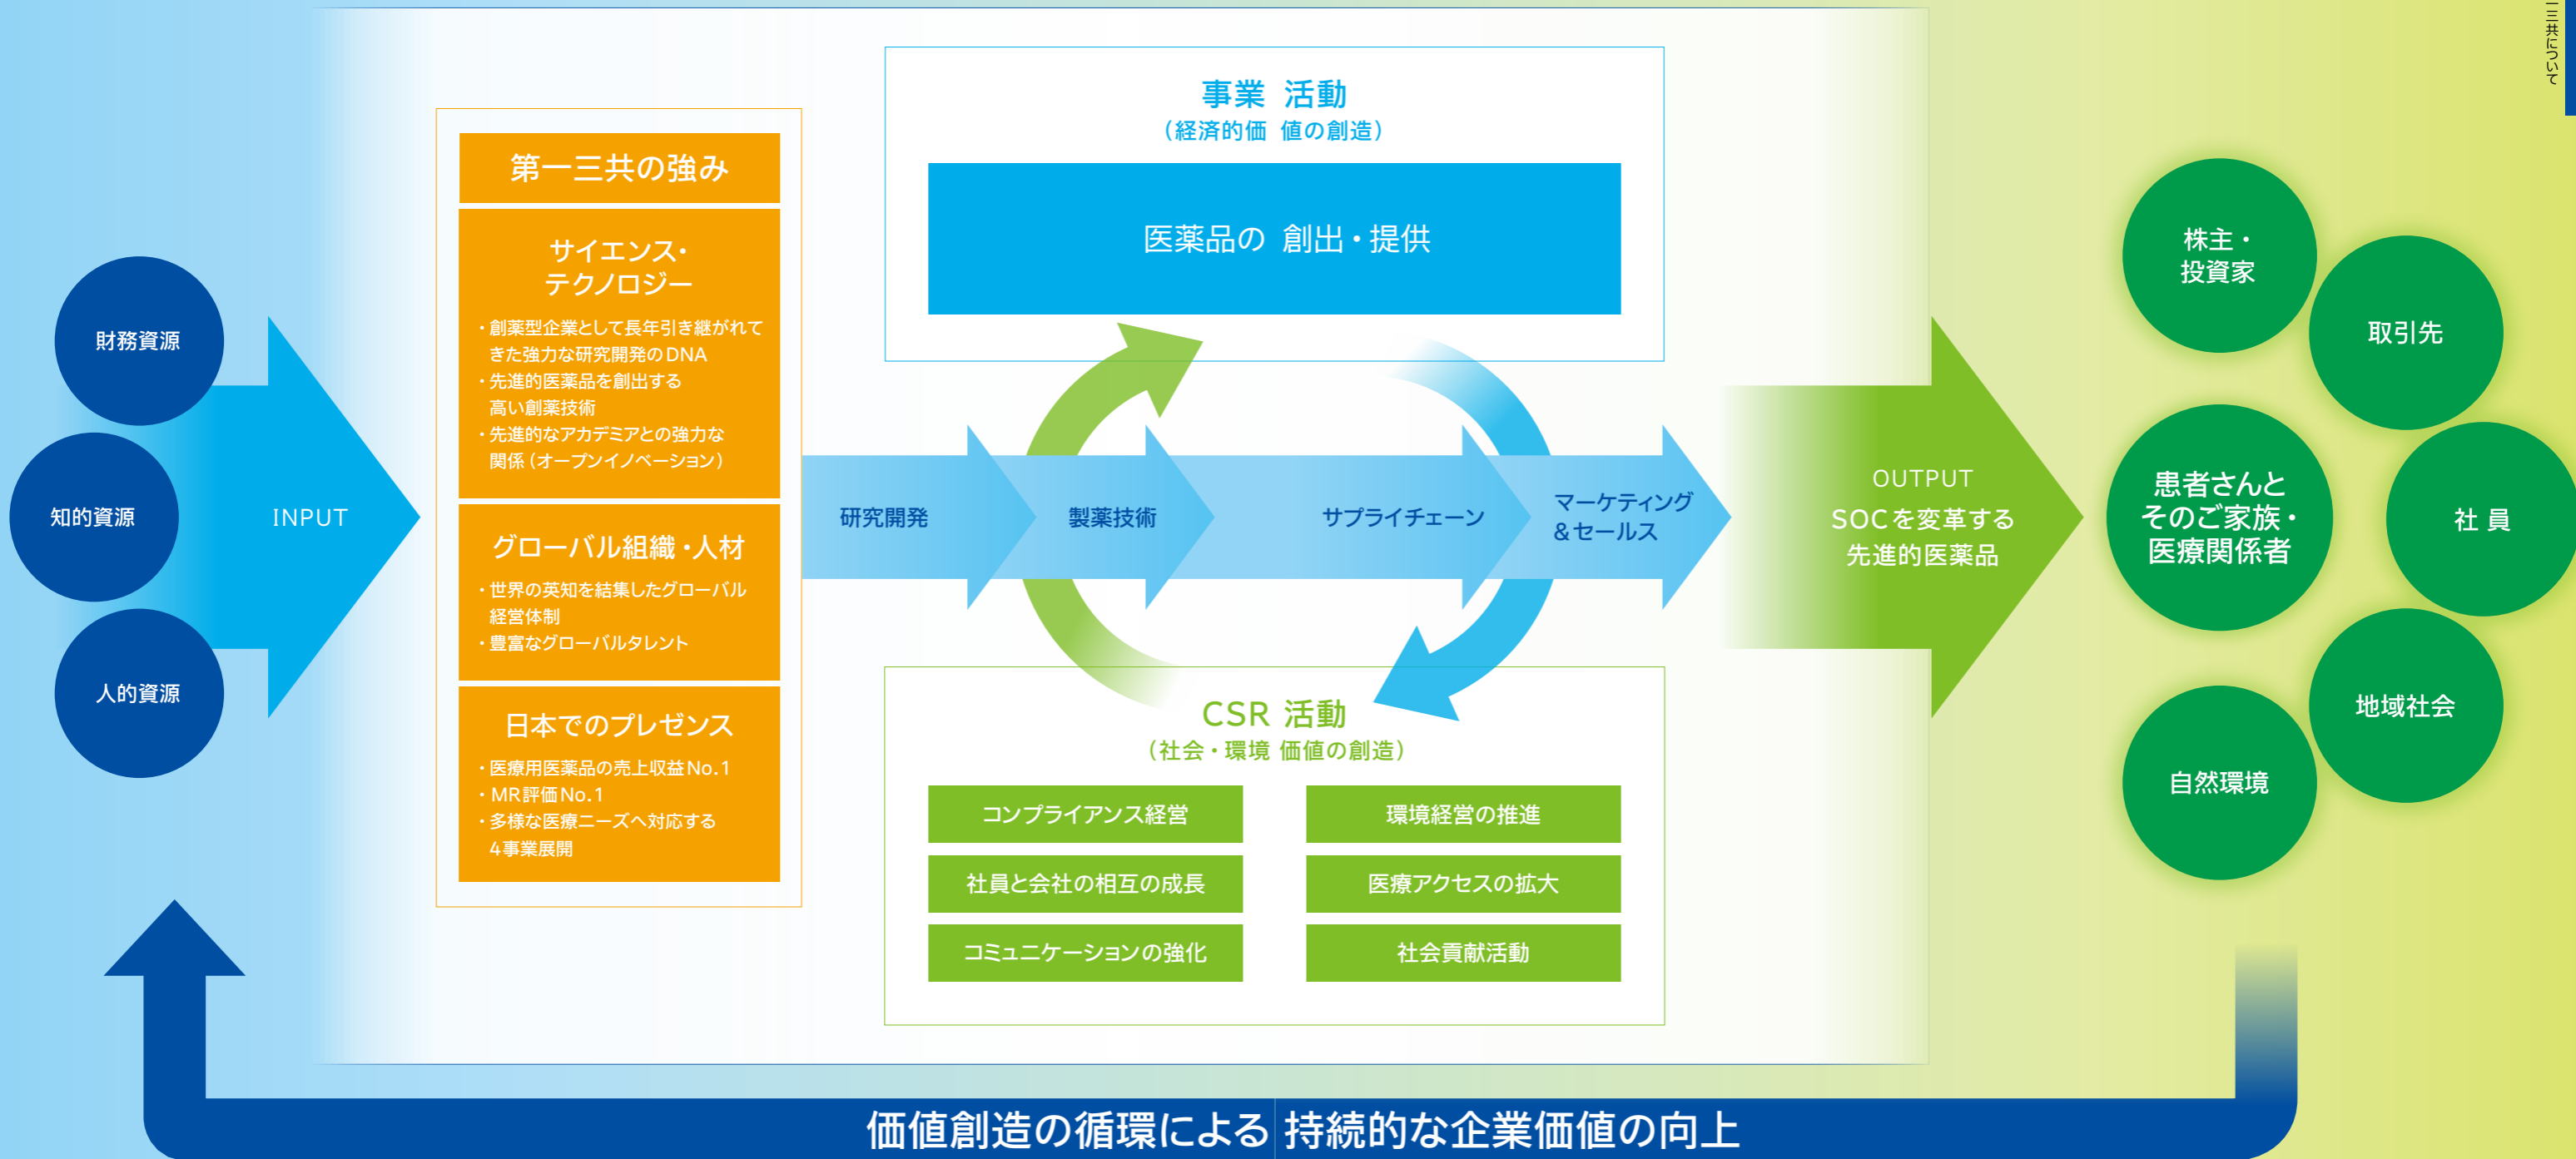 一三共について
財務資源
知的資源
人的資源
INPUT
第一三共の強み
サイエンス・
テクノロジー
・創薬型企業として長年引き継がれて
きた強力な研究開発のDNA
・先進的医薬品を創出する
高い創薬技術
・先進的なアカデミアとの強力な
関係（オープンイノベーション）
グローバル組織・人材
・世界の英知を結集したグローバル
経営体制
・豊富なグローバルタレント
日本でのプレゼンス
・医療用医薬品の売上収益No.1
・MR評価No.1
・多様な医療ニーズへ対応する
4事業展開
事業 活動
（経済的価 値の創造）
医薬品の 創出・提供
研究開発
製薬技術
サプライチェーン
マーケティング
＆セールス
CSR 活動
（社会・環境 価値の創造）
コンプライアンス経営
環境経営の推進
社員と会社の相互の成長
医療アクセスの拡大
コミュニケーションの強化
社会貢献活動
OUTPUT
SOCを変革する
先進的医薬品
株主・
投資家
取引先
患者さんと
そのご家族・
医療関係者
社 員
地域社会
自然環境
価値創造の循環による 持続的な企業価値の向上